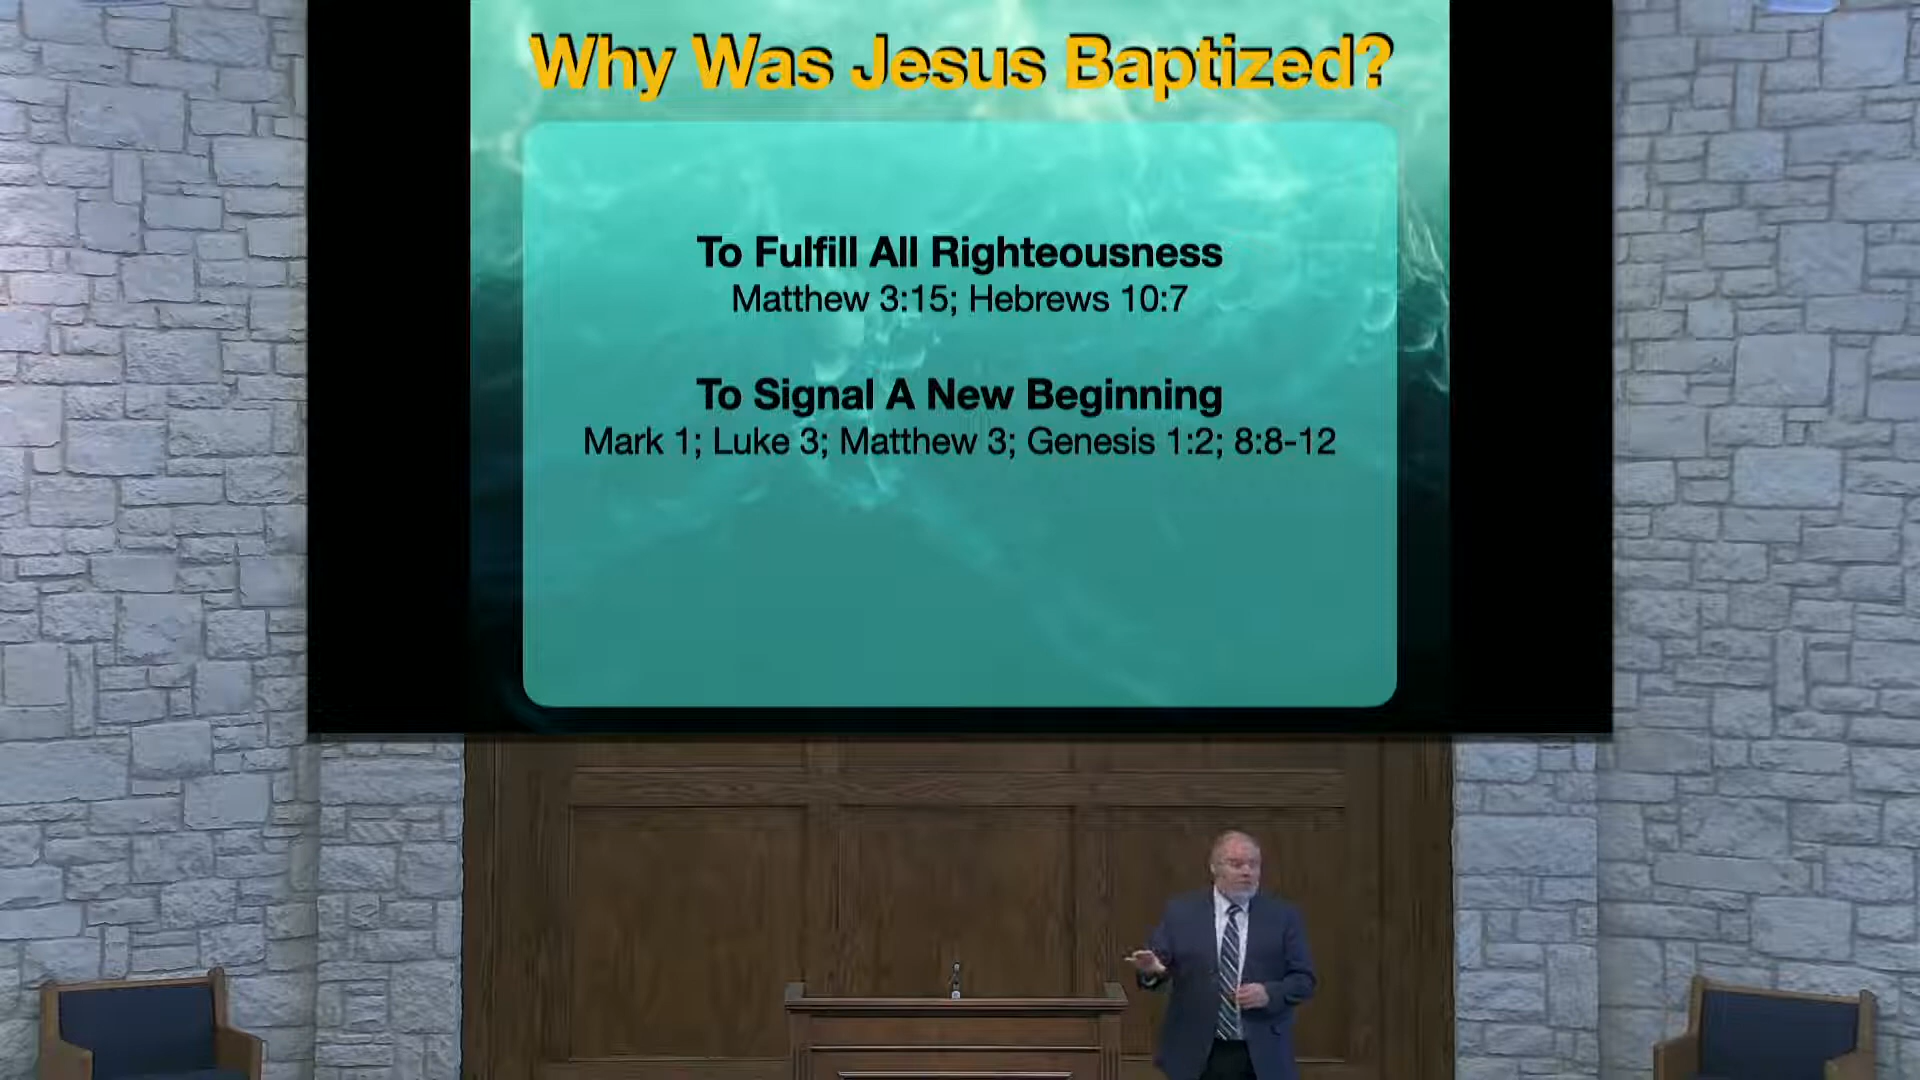 Why Was Jesus Baptized?
To Fulfill All Righteousness
Matthew 3:15; Hebrews 10:7
To Signal A New Beginning
Mark 1; Luke 3; Matthew 3; Genesis 1:2; 8:8-12